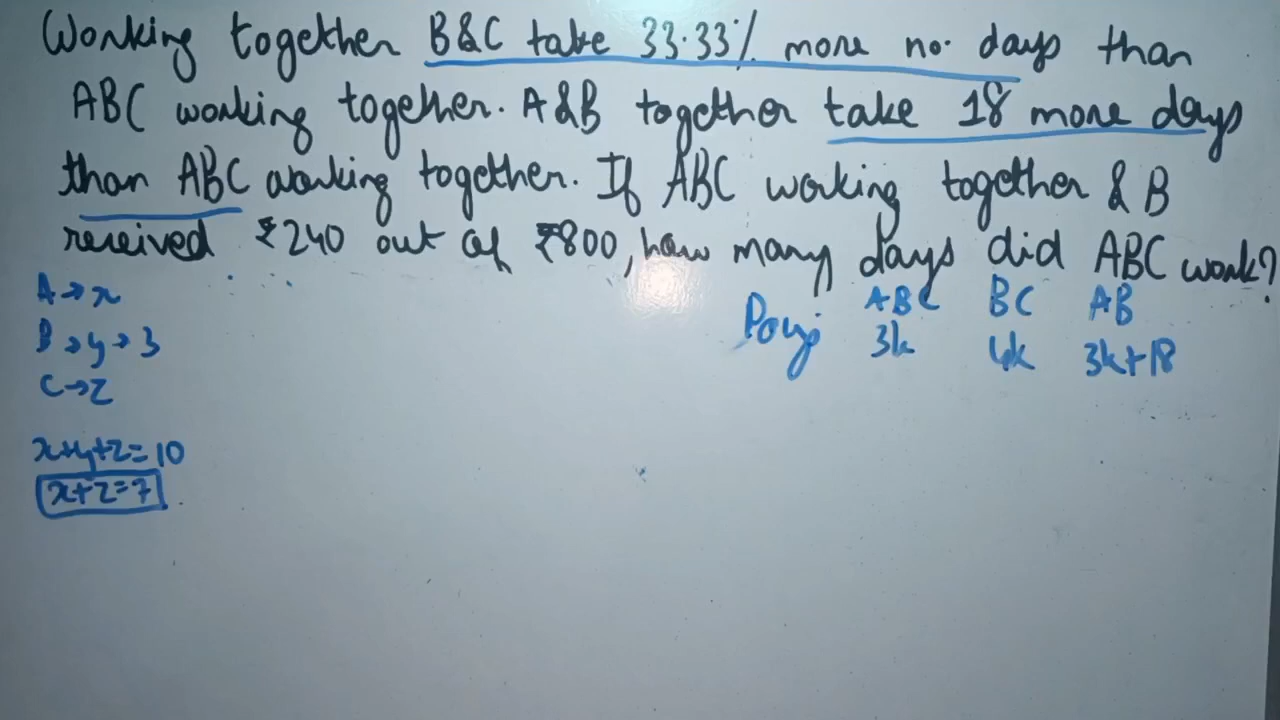 Working together B&C take 33.33% more no. days than
ABC working together. A&B together take 18 more days
than ABC working together. If ABC working together & B
received ₹240 out of ₹800, how many days did ABC work?
A→x
B→y→3
C→z
x+y+z=10
x+z=7
ABC BC AB
Days 3k 4k 3k+18